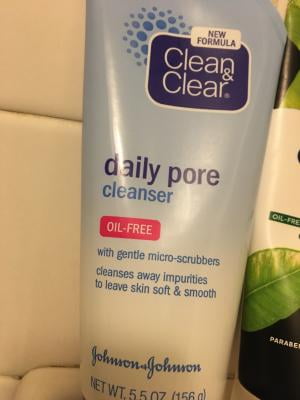 NEW
FORMULA
Clean
&
Clear®
daily pore
cleanser
OIL-FREE
with gentle micro-scrubbers
cleanses away impurities
to leave skin soft & smooth
Johnson & Johnson
NET WT. 5.5 OZ. (156 g)
OIL-FRE
PARABE